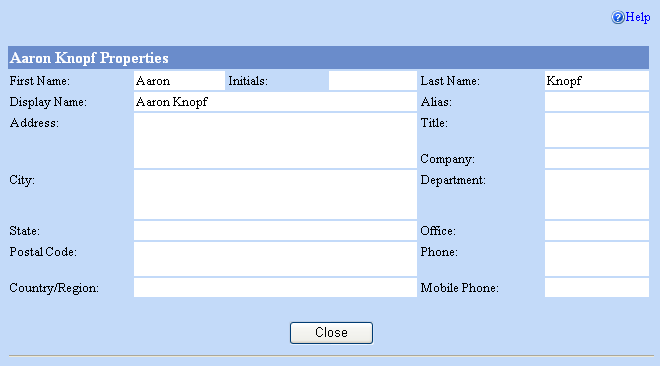 Help
Aaron Knopf Properties
First Name: Aaron Initials: Last Name: Knopf
Display Name: Aaron Knopf Alias:
Address: Title:
Company:
City: Department:
State: Office:
Postal Code: Phone:
Country/Region: Mobile Phone:
Close